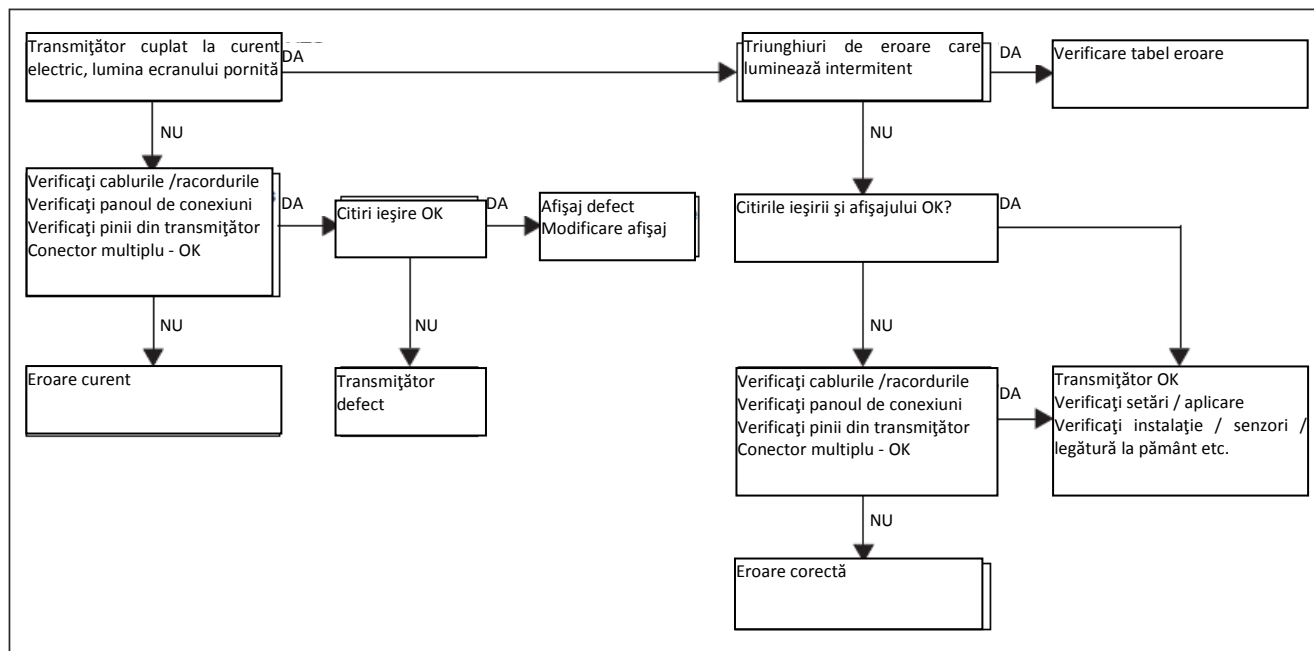 Transmiţător cuplat la curent
electric, lumina ecranului pornită
DA
Triunghiuri de eroare care
luminează intermitent
DA
Verificare tabel eroare
NU
NU
Verificaţi cablurile /racordurile
Verificaţi panoul de conexiuni
Verificaţi pinii din transmiţător
Conector multiplu - OK
DA
Citiri ieşire OK
DA
Afişaj defect
Modificare afişaj
Citirile ieşirii şi afişajului OK?
DA
NU
NU
NU
Eroare curent
Transmiţător
defect
Verificaţi cablurile /racordurile
Verificaţi panoul de conexiuni
Verificaţi pinii din transmiţător
Conector multiplu - OK
DA
Transmiţător OK
Verificaţi setări / aplicare
Verificaţi instalaţie / senzori /
legătură la pământ etc.
NU
Eroare corectă